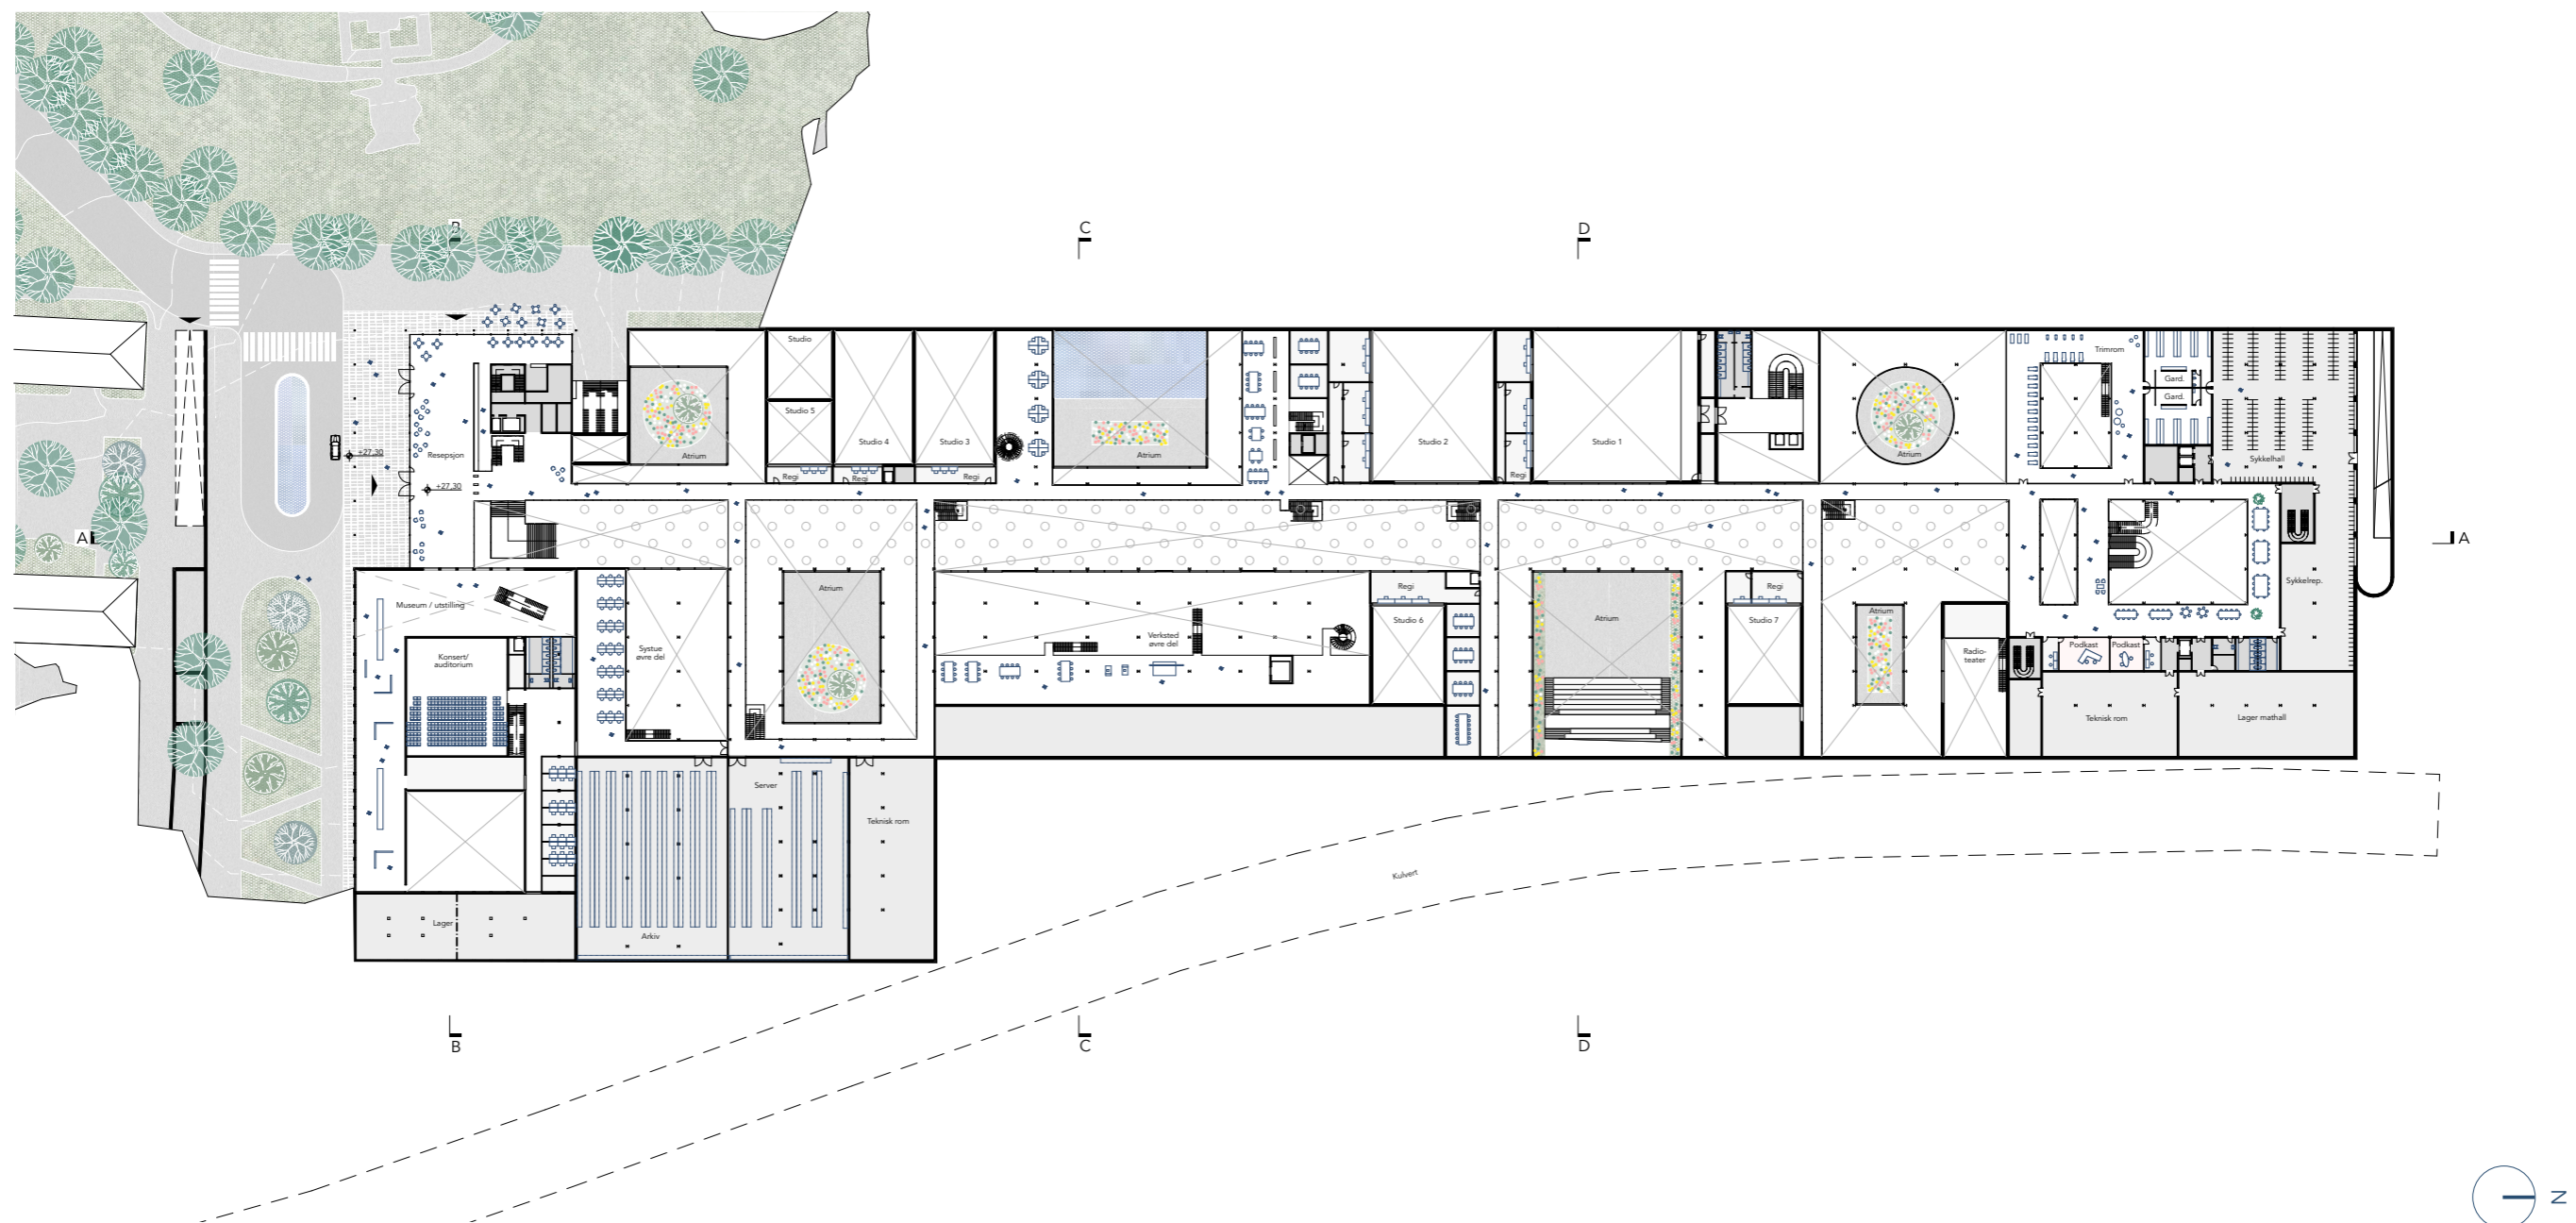 B
C
D
Studio
Trimrom
Gard.
Gard.
Studio 5
Studio 4
Studio 3
Studio 2
Studio 1
+27,30
Resepsjon
Atrium
Atrium
Atrium
Sykkelhall
Regi
Regi
Regi
Regi
+27,30
A
A
Sykkelrep.
Atrium
Regi
Regi
Museum / utstilling
Atrium
Atrium
Studio 6
Studio 7
Verksted
øvre del
Systue
øvre del
Konsert/
auditorium
Radio-
teater
Podkast
Podkast
Teknisk rom
Lager mathall
Server
Teknisk rom
Kulvert
Lager
Arkiv
B
C
D
N